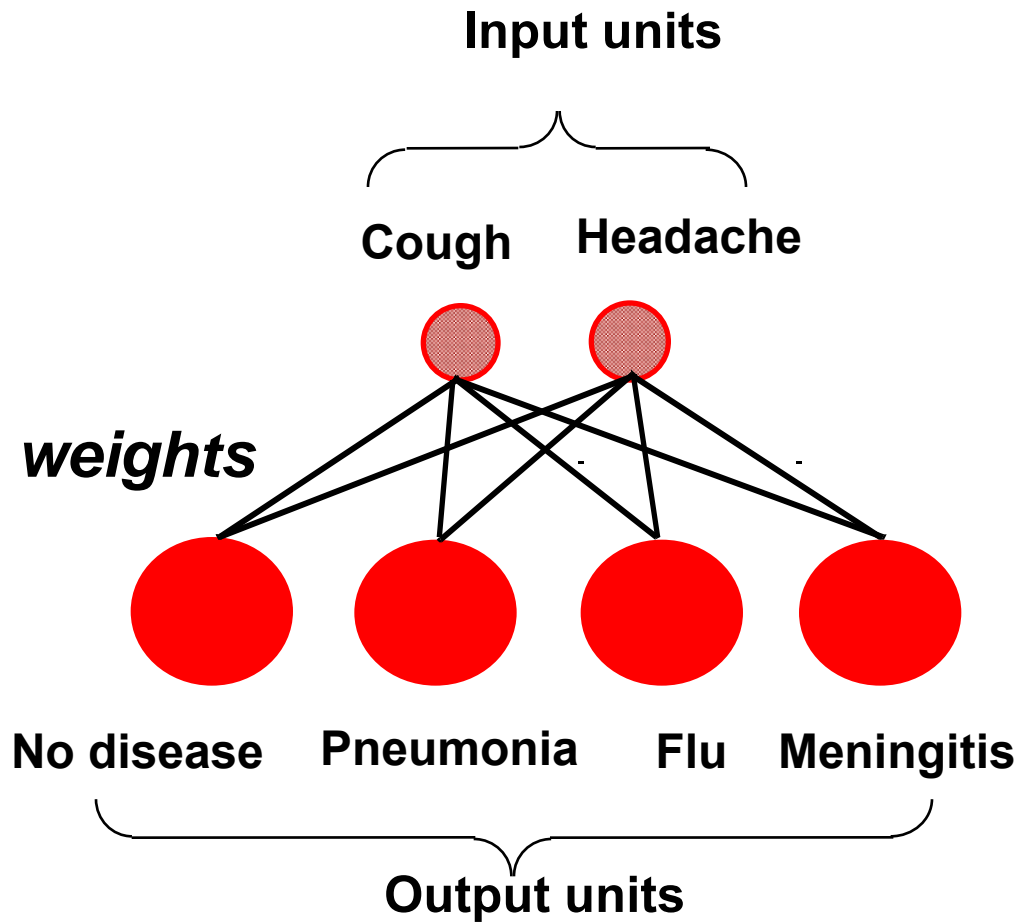 Input units
Cough Headache
weights
- -
No disease Pneumonia Flu Meningitis
Output units